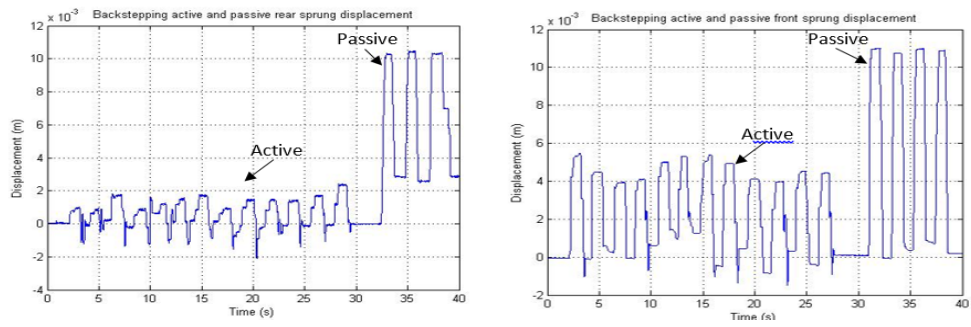 Backstepping active and passive rear sprung displacement
x 10⁻³
12
10
8
6
4
2
0
-2
-4
0 5 10 15 20 25 30 35 40
Displacement (m)
Time (s)
Passive
Active
Backstepping active and passive front sprung displacement
x 10⁻³
12
10
8
6
4
2
0
-2
0 5 10 15 20 25 30 35 40
Displacement (m)
Time (s)
Passive
Active